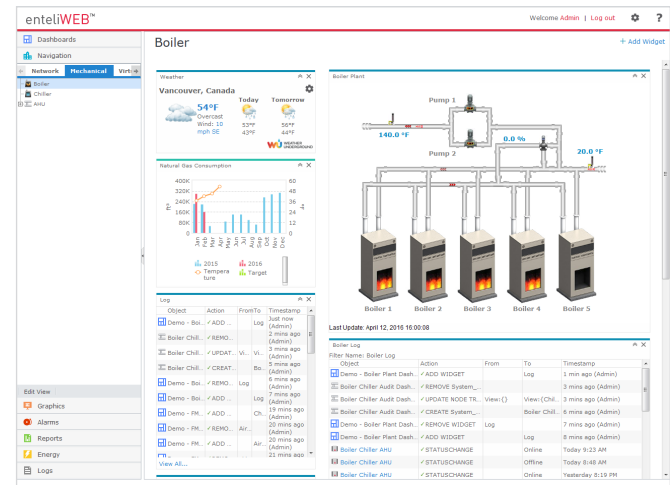 enteliWEB™
Welcome Admin | Log out
?
Dashboards
Navigation
Network Mechanical Virt
Boiler
Chiller
AHU
Edit View
Graphics
Alarms
Reports
Energy
Logs
Boiler
+ Add Widget
Weather
Vancouver, Canada
54°F
Overcast
Wind: 10
mph SE
Today Tomorrow
53°F 56°F
43°F 44°F
WEATHER
UNDERGROUND
Natural Gas Consumption
400K 60
320K 48
240K 36
160K 24
80K 12
0 0
ft³ °F
Jan Feb Mar Apr May Jun Jul Aug Sep Oct Nov Dec
2015 2016
Tempera
ture
Target
Log
Object Action From To Timestamp
Demo - Boi... ✓ADD ... Log Just now (Admin)
Boiler Chill... ✓REMO... 2 mins ago (Admin)
Boiler Chill... ✓UPDAT... Vi... Vi... 3 mins ago (Admin)
Boiler Chill... ✓CREAT... Bo... 5 mins ago (Admin)
Demo - Boi... ✓REMO... Log 6 mins ago (Admin)
Demo - Boi... ✓ADD ... Log 7 mins ago (Admin)
Demo - FM... ✓ADD ... Ch... 19 mins ago (Admin)
Demo - FM... ✓REMO... Air... 20 mins ago (Admin)
Demo - FM... ✓ADD ... Air... 20 mins ago (Admin)
21 mins ago
View All...
Boiler Plant
Pump 1
140.0 °F
0.0 %
Pump 2
20.0 °F
Boiler 1 Boiler 2 Boiler 3 Boiler 4 Boiler 5
Last Update: April 12, 2016 16:00:08
Boiler Log
Filter Name: Boiler Log
Object Action From To Timestamp
Demo - Boiler Plant Dash... ✓ADD WIDGET Log 1 min ago (Admin)
Boiler Chiller Audit Dash... ✓REMOVE System_... 3 mins ago (Admin)
Boiler Chiller Audit Dash... ✓UPDATE NODE TR... View:{} View:{Chil... 3 mins ago (Admin)
Boiler Chiller Audit Dash... ✓CREATE System_... Boiler Chill... 6 mins ago (Admin)
Demo - Boiler Plant Dash... ✓REMOVE WIDGET Log 7 mins ago (Admin)
Demo - Boiler Plant Dash... ✓ADD WIDGET Log 8 mins ago (Admin)
Boiler Chiller AHU ✓STATUSCHANGE Online Today 9:23 AM
Boiler Chiller AHU ✓STATUSCHANGE Offline Today 8:48 AM
Boiler Chiller AHU ✓STATUSCHANGE Online Yesterday 8:19 PM